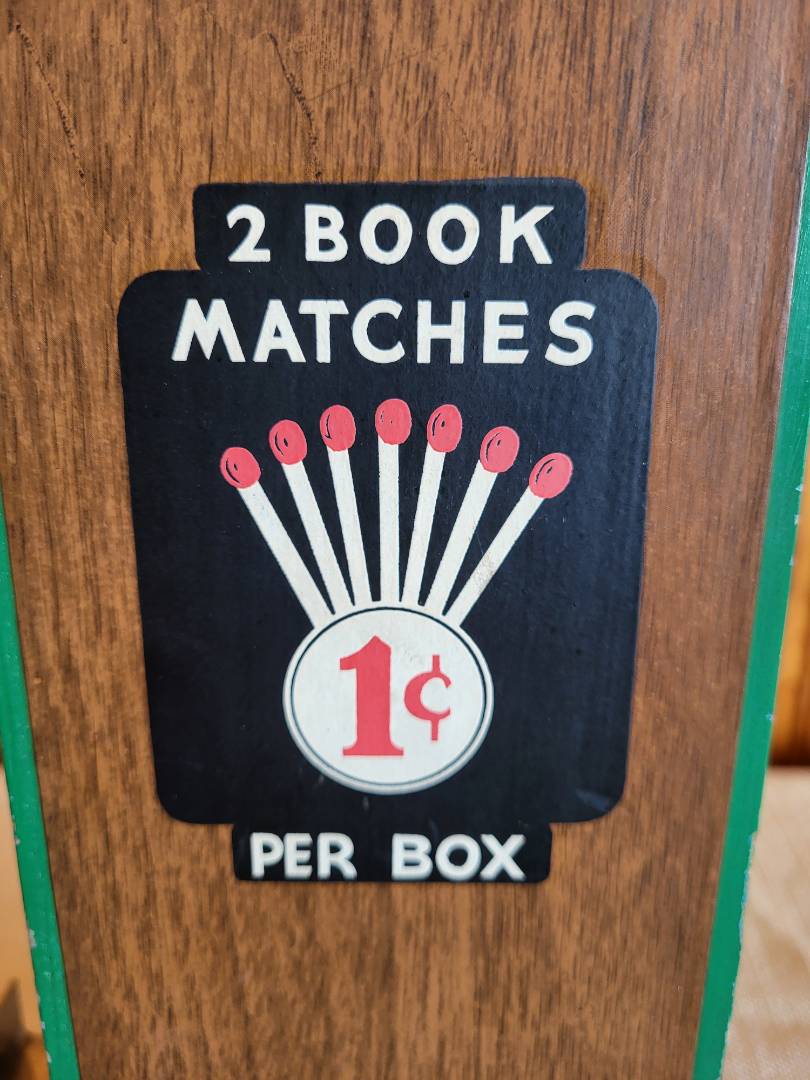 2 BOOK
MATCHES
1¢
PER BOX